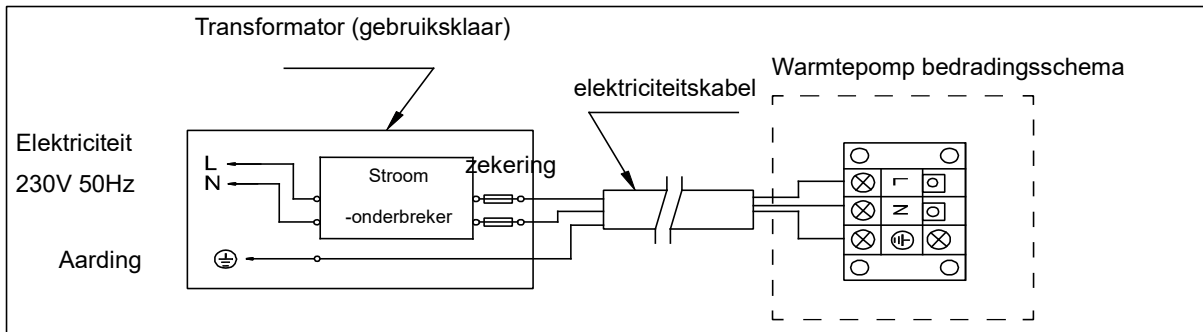 Transformator (gebruiksklaar)
Warmtepomp bedradingsschema
elektriciteitskabel
Elektriciteit
230V 50Hz
L
N
zekering
Stroom
-onderbreker
Aarding
L
N